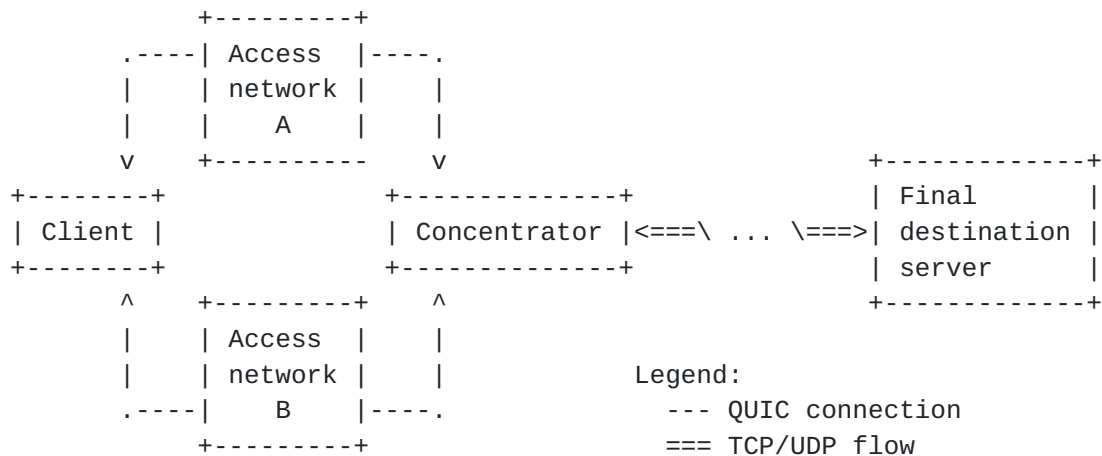 +---------+
       .----| Access  |----.
       |    | network |    |
       |    |    A    |    |
       v    +----------    v                            +-------------+
+--------+              +--------------+                | Final       |
| Client |              | Concentrator |<===\ ... \===>| destination |
+--------+              +--------------+                | server      |
       ^    +---------+    ^                            +-------------+
       |    | Access  |    |
       |    | network |    |            Legend:
       .----|    B    |----.              --- QUIC connection
            +---------+                   === TCP/UDP flow